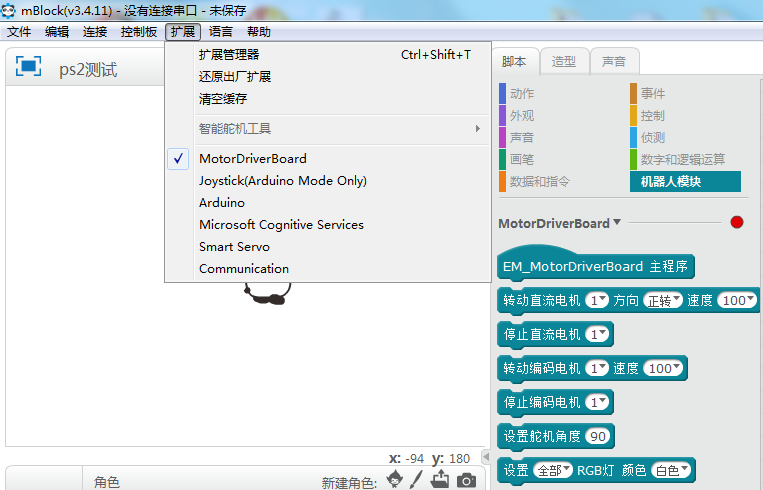 mBlock(v3.4.11) - 没有连接串口 - 未保存
文件 编辑 连接 控制板 扩展 语言 帮助
扩展管理器 Ctrl+Shift+T
还原出厂扩展
清空缓存
智能舵机工具
MotorDriverBoard
Joystick(Arduino Mode Only)
Arduino
Microsoft Cognitive Services
Smart Servo
Communication
ps2测试
x: -94 y: 180
角色 新建角色:
脚本 造型 声音
动作 事件
外观 控制
声音 侦测
画笔 数字和逻辑运算
数据和指令 机器人模块
MotorDriverBoard
EM_MotorDriverBoard 主程序
转动直流电机 1 方向 正转 速度 100
停止直流电机 1
转动编码电机 1 速度 100
停止编码电机 1
设置舵机角度 90
设置 全部 RGB灯 颜色 白色